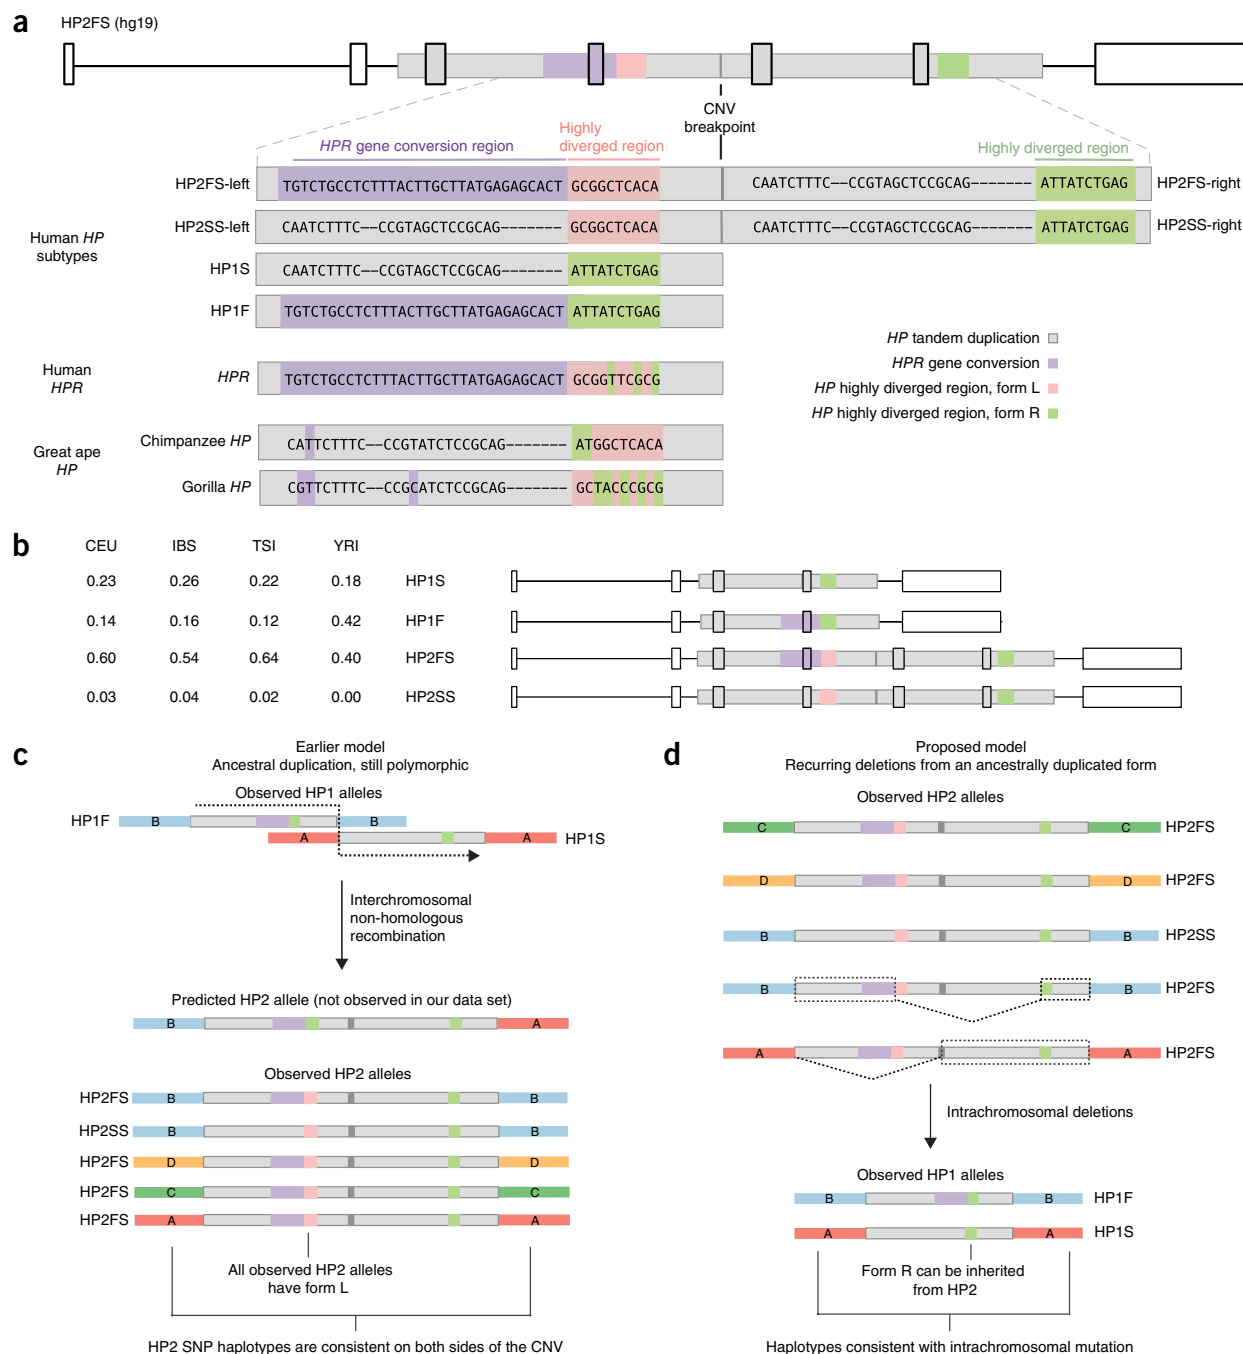 a
HP2FS (hg19)
CNV
breakpoint
HPR gene conversion region
Highly
diverged region
Highly diverged region
HP2FS-left
TGTCTGCCTCTTTACTTGCTTATGAGAGCACT GCGGCTCACA
CAATCTTTC––CCGTAGCTCCGCAG––––––– ATTATCTGAG
HP2FS-right
Human HP
subtypes
HP2SS-left
CAATCTTTC––CCGTAGCTCCGCAG––––––– GCGGCTCACA
CAATCTTTC––CCGTAGCTCCGCAG––––––– ATTATCTGAG
HP2SS-right
HP1S
CAATCTTTC––CCGTAGCTCCGCAG––––––– ATTATCTGAG
HP1F
TGTCTGCCTCTTTACTTGCTTATGAGAGCACT ATTATCTGAG
Human
HPR
HPR
TGTCTGCCTCTTTACTTGCTTATGAGAGCACT GCGGTTCGCG
Great ape
HP
Chimpanzee HP
CATTCTTTC––CCGTATCTCCGCAG––––––– ATGGCTCACA
Gorilla HP
CGTTCTTTC––CCGCATCTCCGCAG––––––– GCTACCCGCG
HP tandem duplication
HPR gene conversion
HP highly diverged region, form L
HP highly diverged region, form R
b
CEU IBS TSI YRI
0.23 0.26 0.22 0.18 HP1S
0.14 0.16 0.12 0.42 HP1F
0.60 0.54 0.64 0.40 HP2FS
0.03 0.04 0.02 0.00 HP2SS
c
Earlier model
Ancestral duplication, still polymorphic
Observed HP1 alleles
HP1F B B
A A HP1S
Interchromosomal
non-homologous
recombination
Predicted HP2 allele (not observed in our data set)
B A
Observed HP2 alleles
HP2FS B B
HP2SS B B
HP2FS D D
HP2FS C C
HP2FS A A
All observed HP2 alleles
have form L
HP2 SNP haplotypes are consistent on both sides of the CNV
d
Proposed model
Recurring deletions from an ancestrally duplicated form
Observed HP2 alleles
C C HP2FS
D D HP2FS
B B HP2SS
B B HP2FS
A A HP2FS
Intrachromosomal deletions
Observed HP1 alleles
B B HP1F
A A HP1S
Form R can be inherited
from HP2
Haplotypes consistent with intrachromosomal mutation